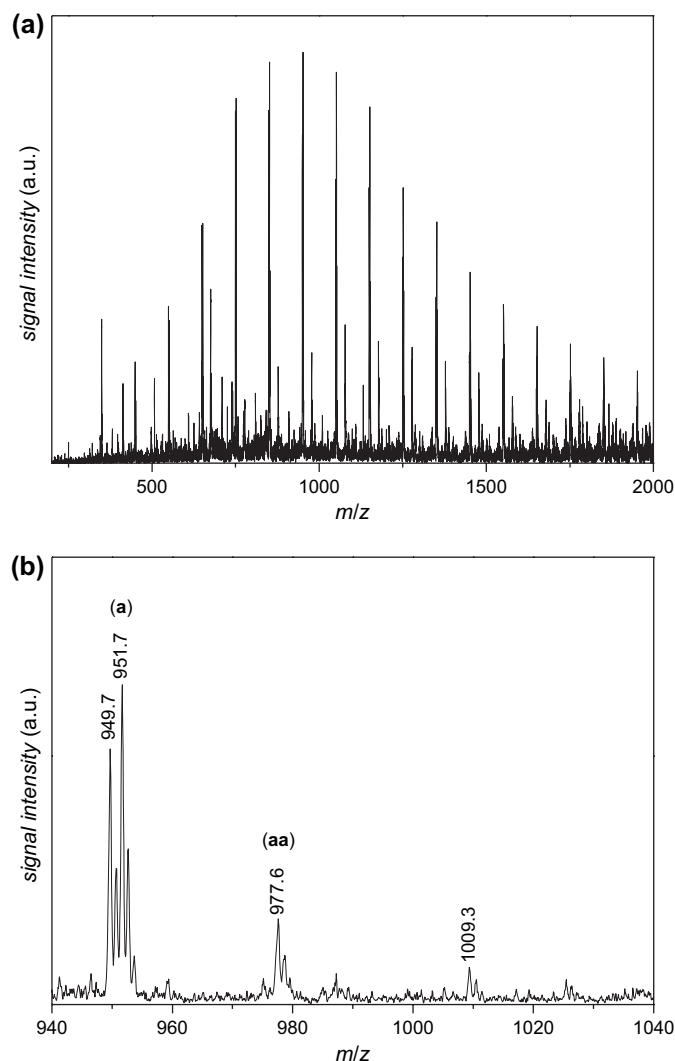 (a)
signal intensity (a.u.)
500 1000 1500 2000
m/z
(b)
(a)
951.7
949.7
(aa)
977.6
1009.3
signal intensity (a.u.)
940 960 980 1000 1020 1040
m/z